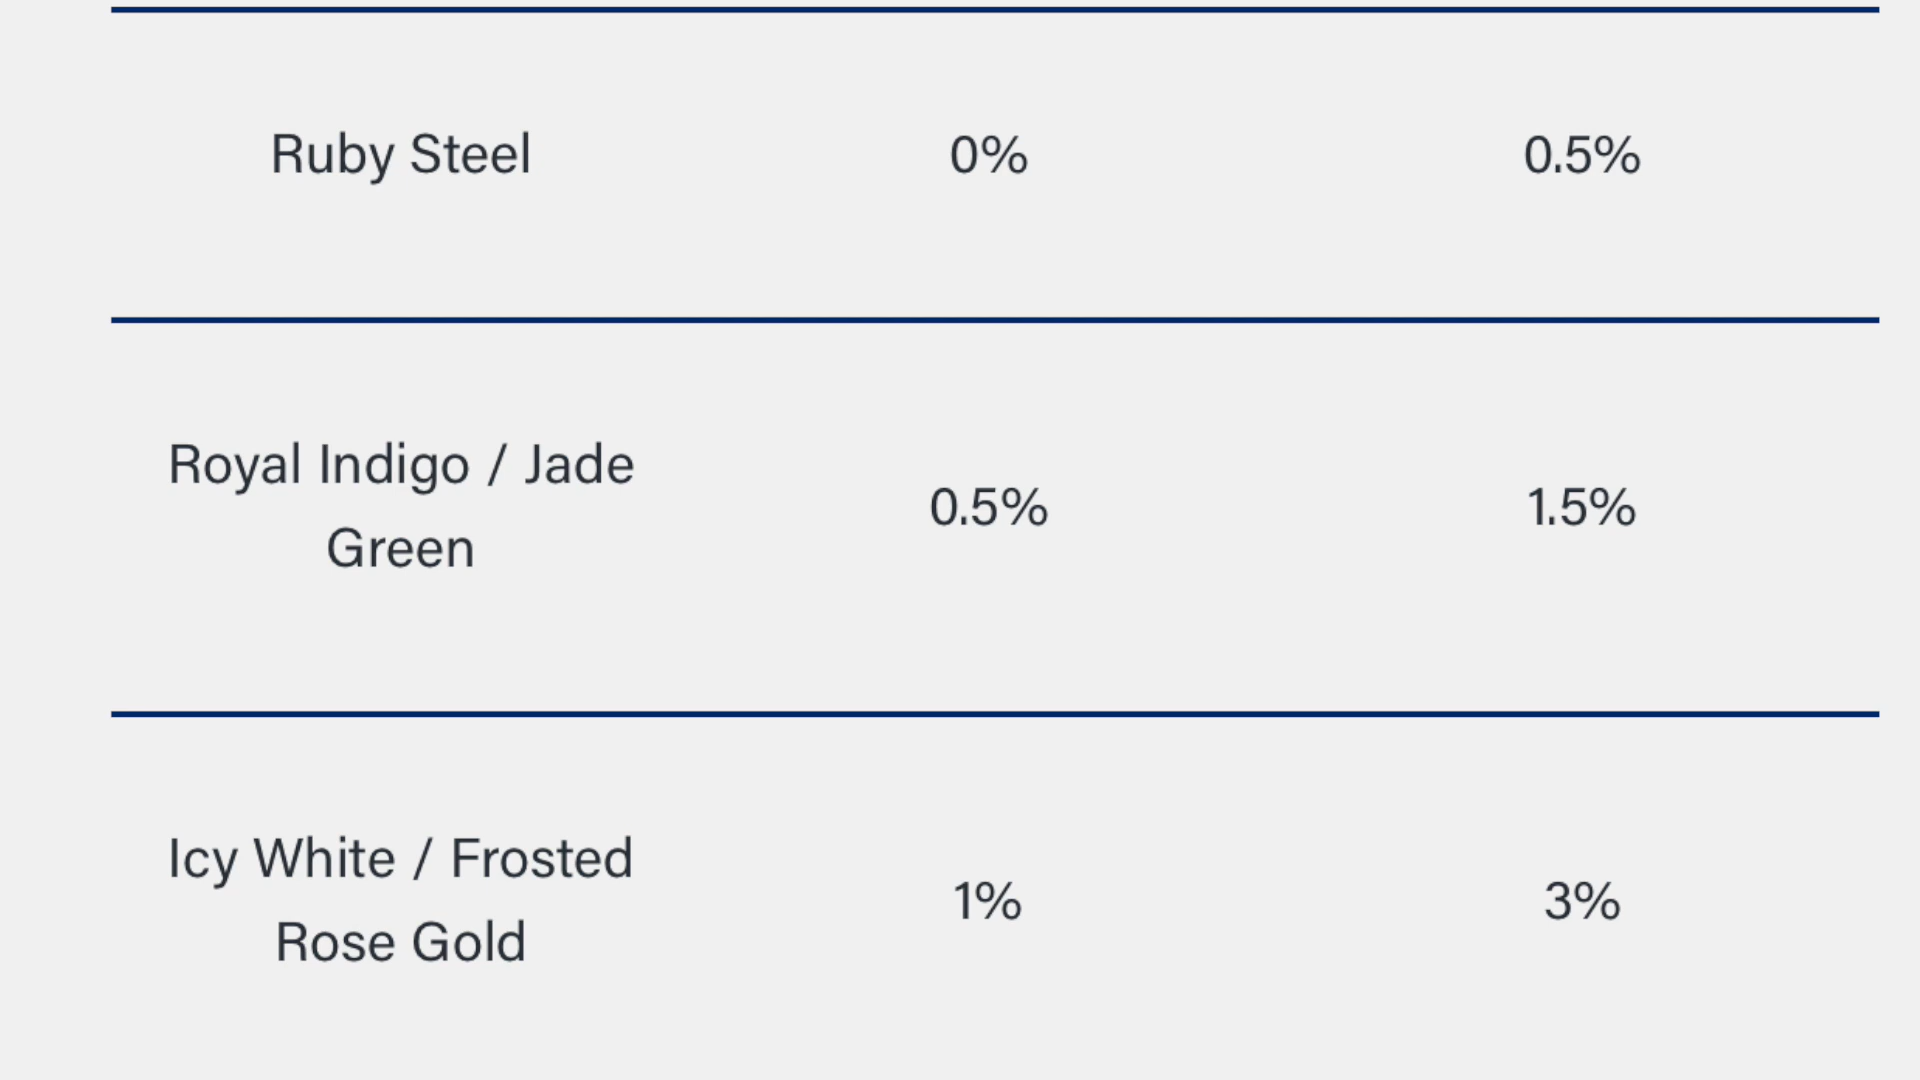 Ruby Steel 0% 0.5%
Royal Indigo / Jade
Green 0.5% 1.5%
Icy White / Frosted
Rose Gold 1% 3%